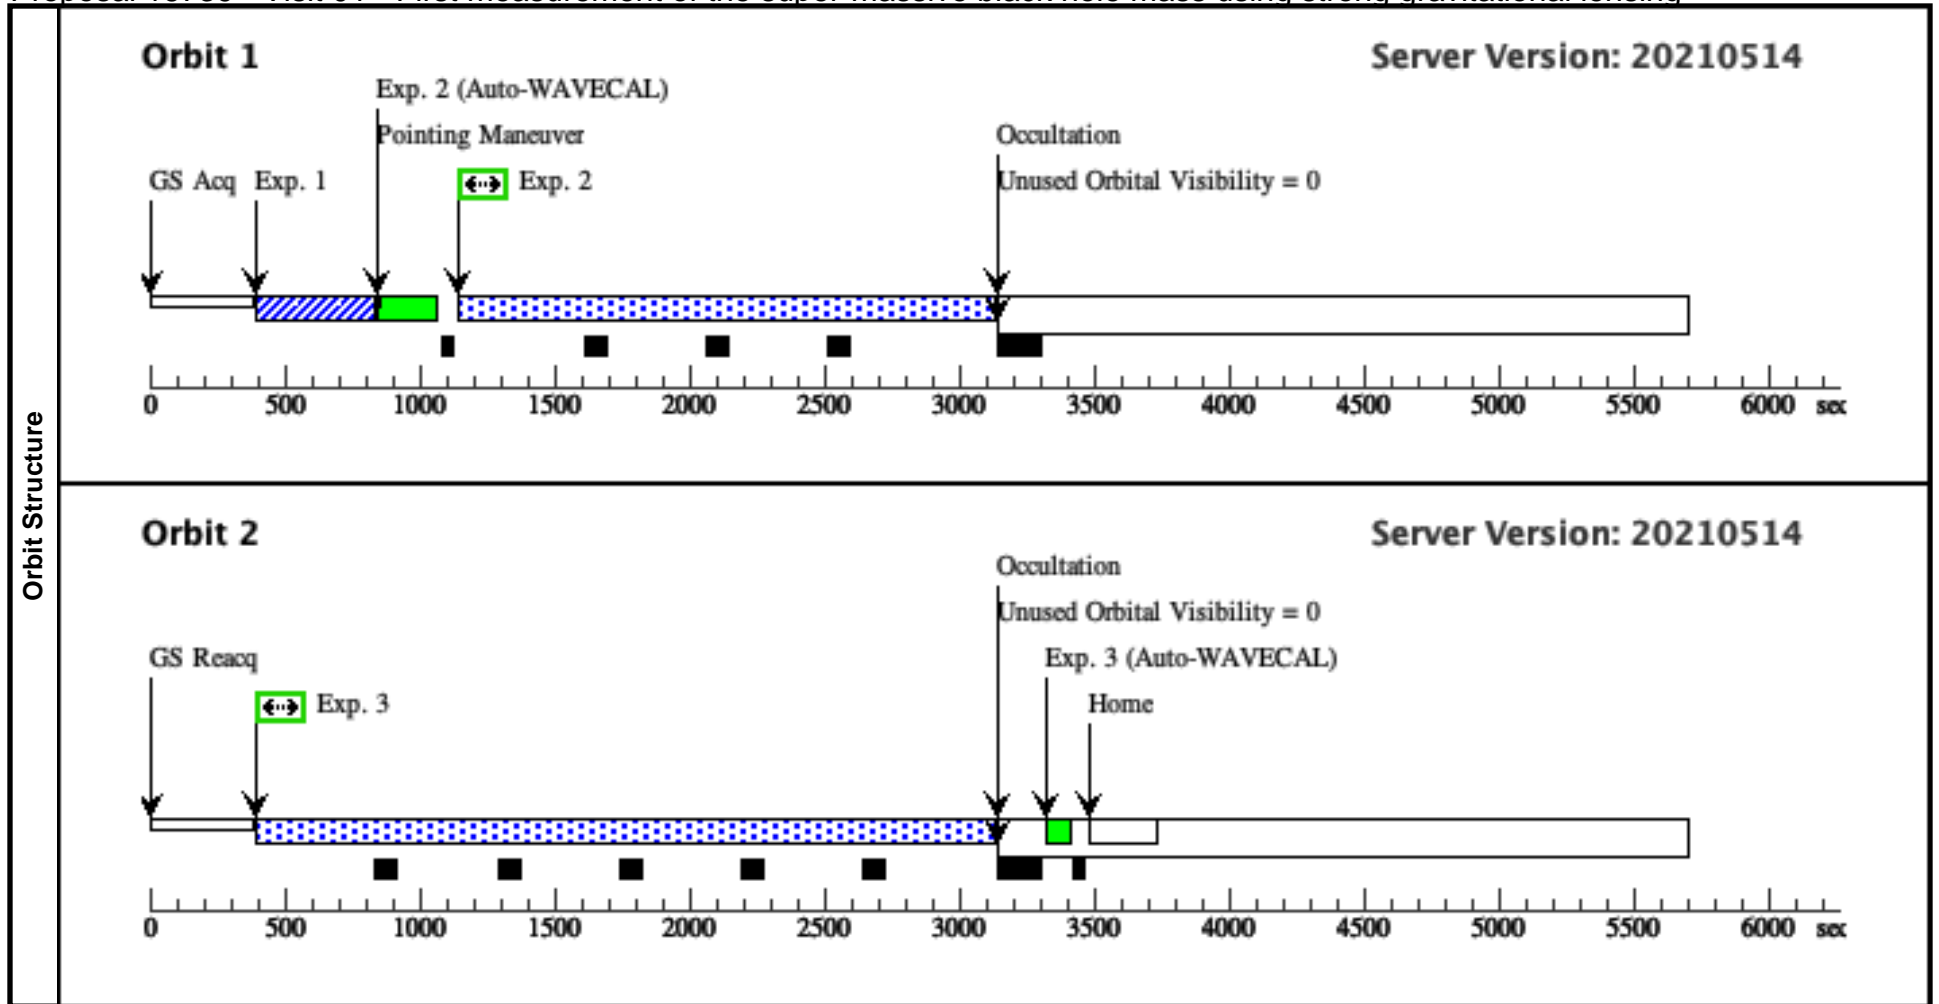 Orbit Structure
Orbit 1
Server Version: 20210514
Exp. 2 (Auto-WAVECAL)
Pointing Maneuver
Occultation
GS Acq
Exp. 1
Exp. 2
Unused Orbital Visibility = 0
0 500 1000 1500 2000 2500 3000 3500 4000 4500 5000 5500 6000 sec
Orbit 2
Server Version: 20210514
Occultation
Unused Orbital Visibility = 0
GS Reacq
Exp. 3 (Auto-WAVECAL)
Exp. 3
Home
0 500 1000 1500 2000 2500 3000 3500 4000 4500 5000 5500 6000 sec